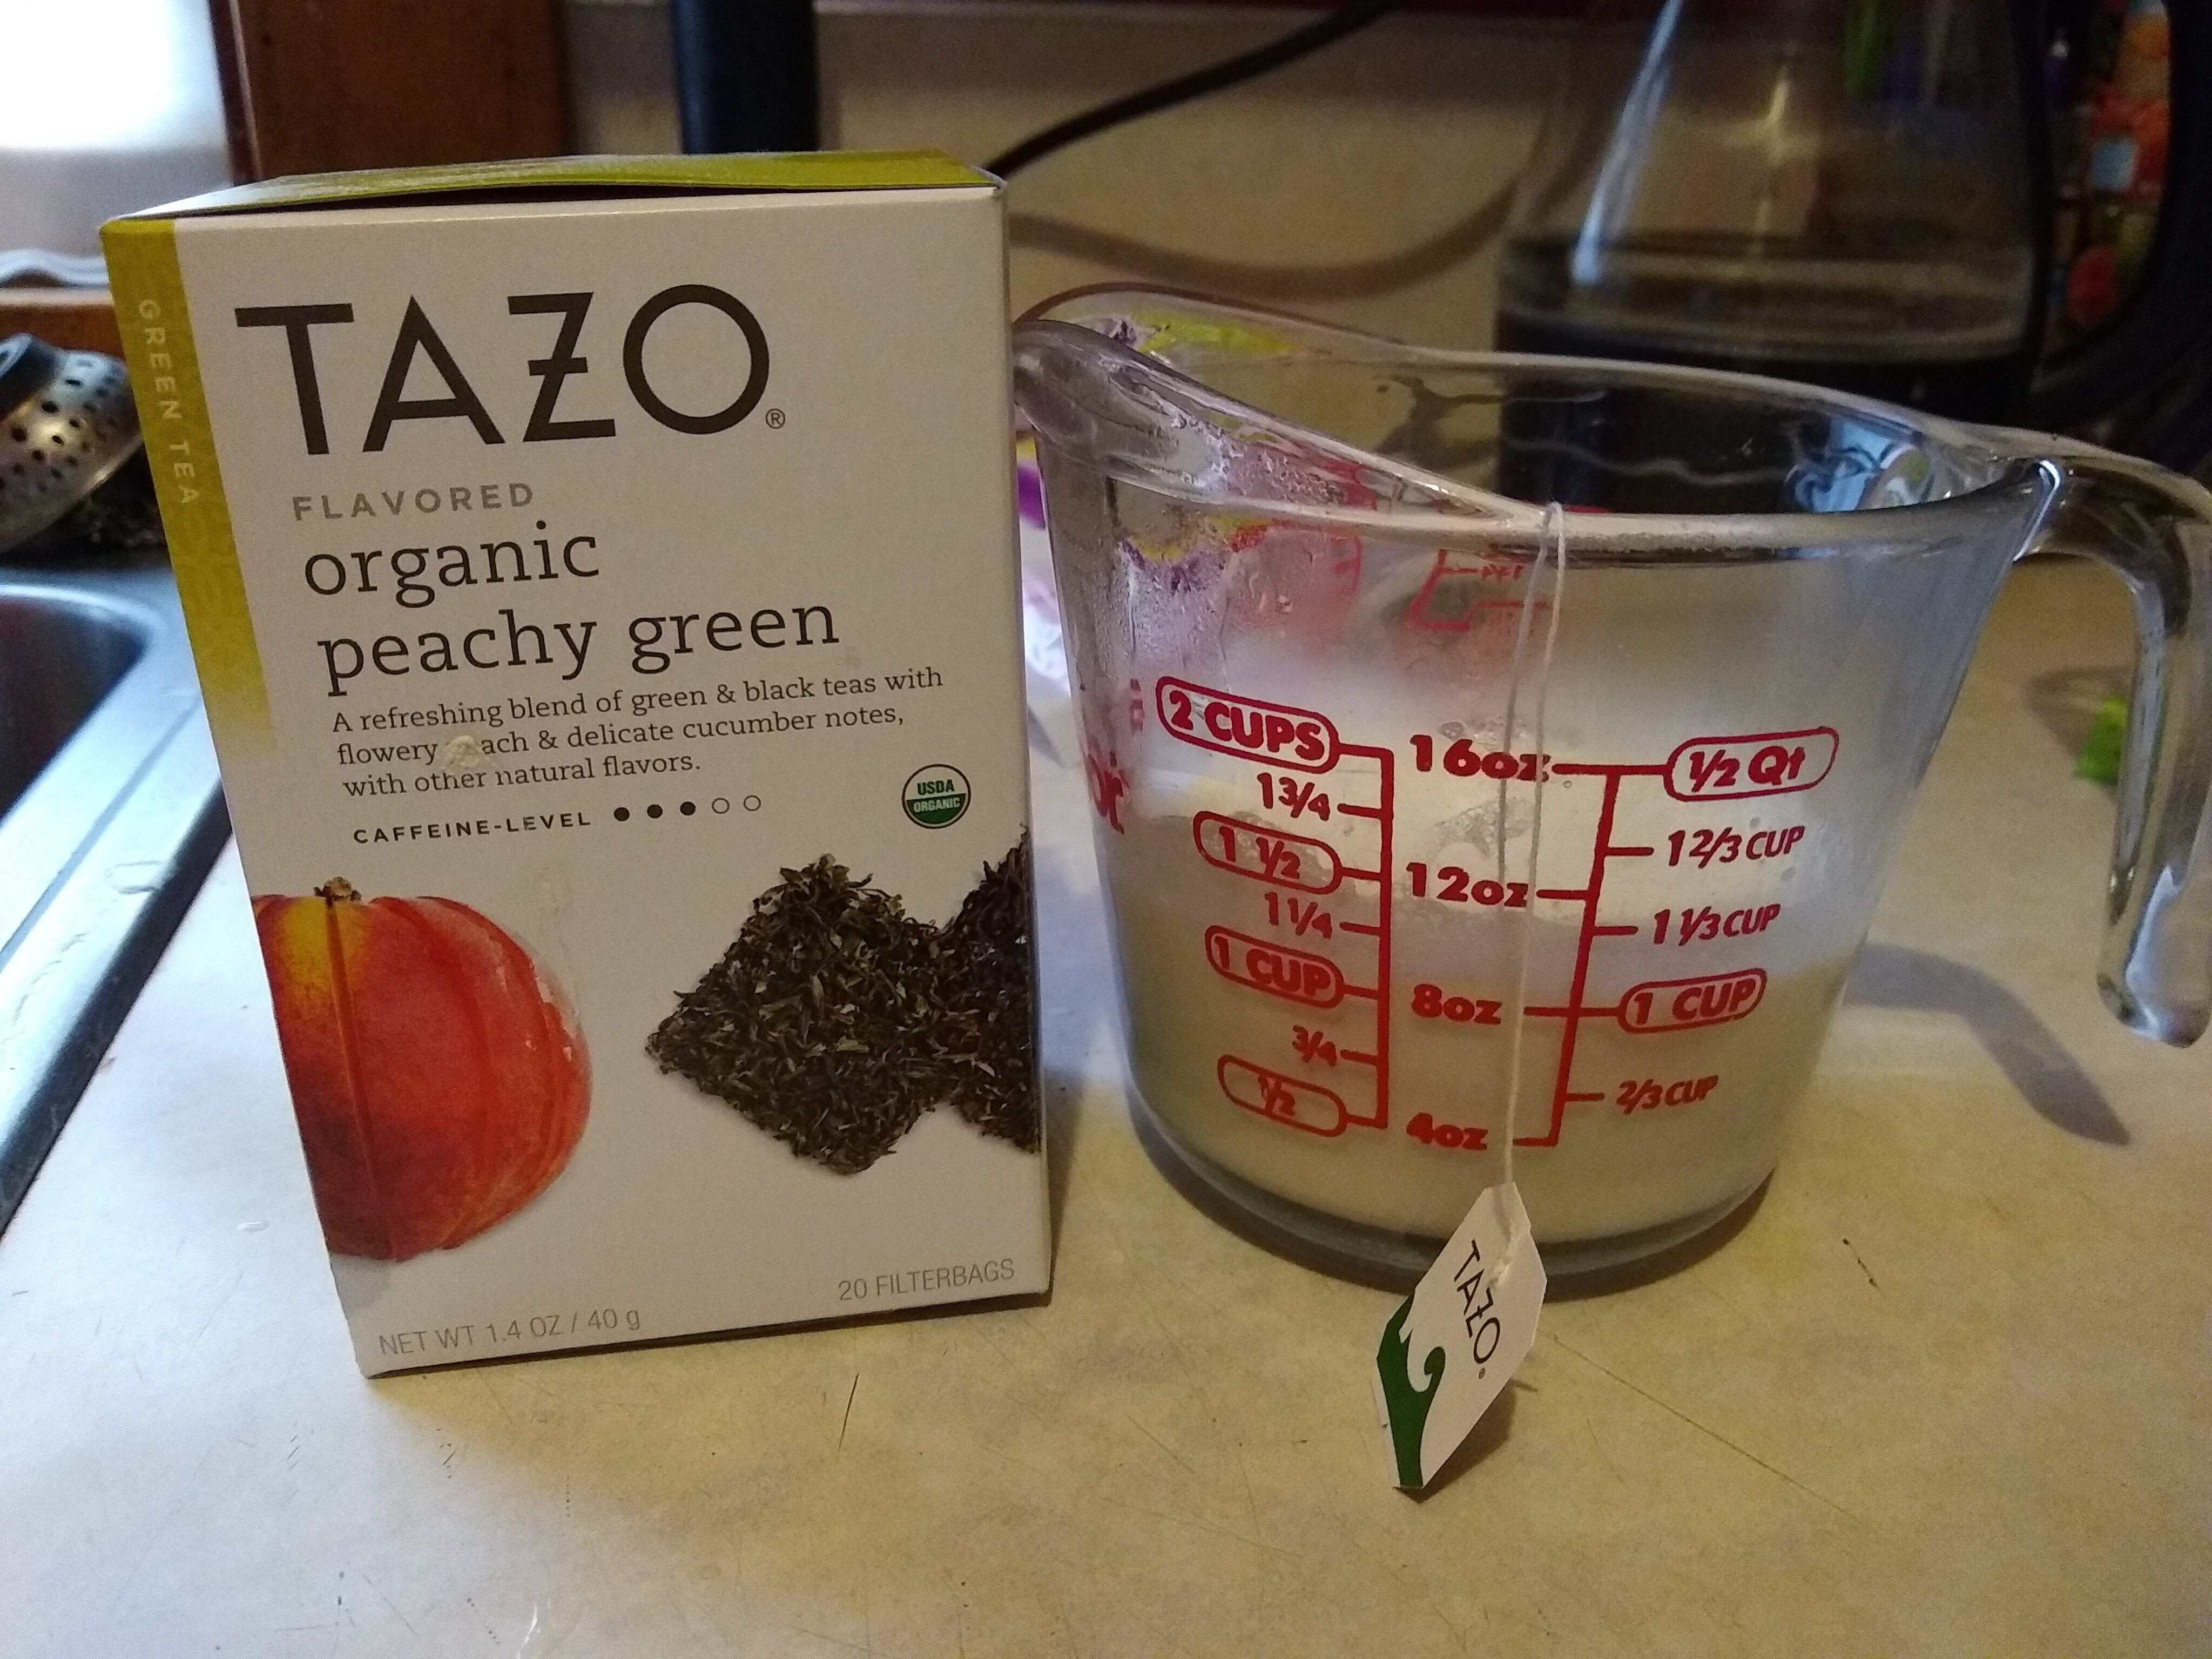 GREEN TEA
TAZO®
FLAVORED
organic
peachy green
A refreshing blend of green & black teas with
flowery ach & delicate cucumber notes,
with other natural flavors.
CAFFEINE-LEVEL
USDA
ORGANIC
20 FILTERBAGS
NET WT 1.4 OZ / 40 g
2 CUPS 16oz 1/2 Qt
1 3/4
1 2/3 CUP
1 1/2 12oz
1 1/4 1 1/3 CUP
1 CUP 8oz 1 CUP
3/4
2/3 CUP
1/2 4oz
TAZO®